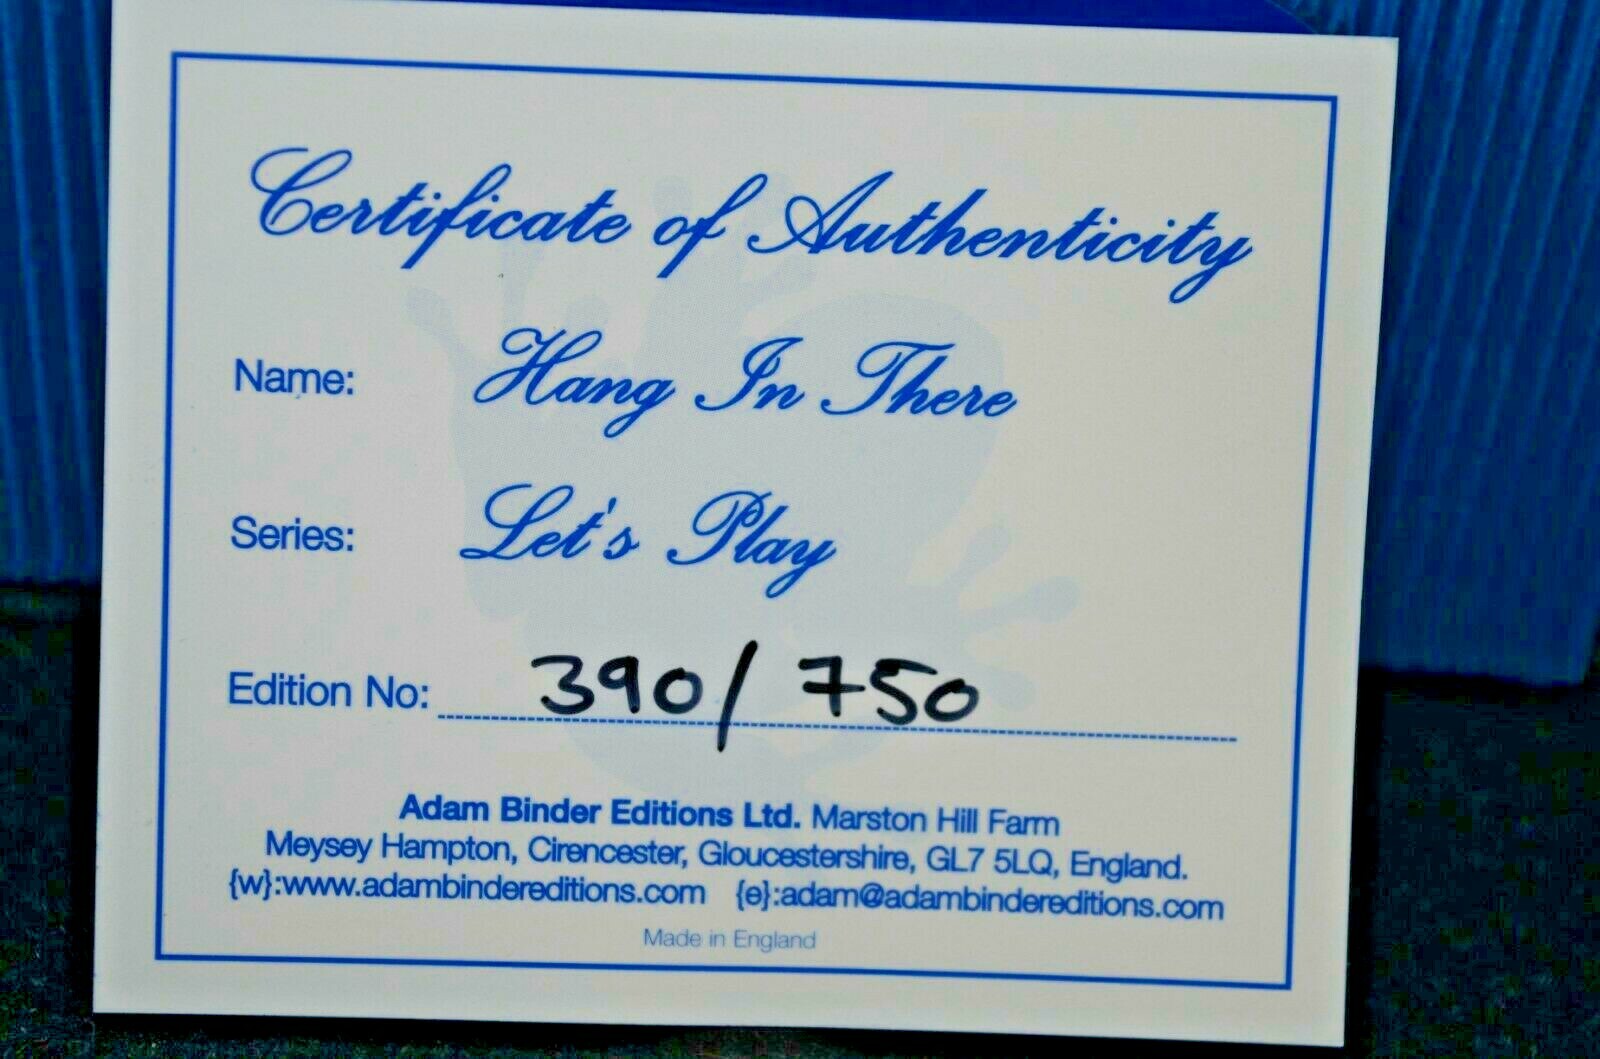 Certificate of Authenticity
Name: Hang In There
Series: Let's Play
Edition No: 390/750
Adam Binder Editions Ltd. Marston Hill Farm
Meysey Hampton, Cirencester, Gloucestershire, GL7 5LQ, England.
{w}:www.adambindereditions.com {e}:adam@adambindereditions.com
Made in England